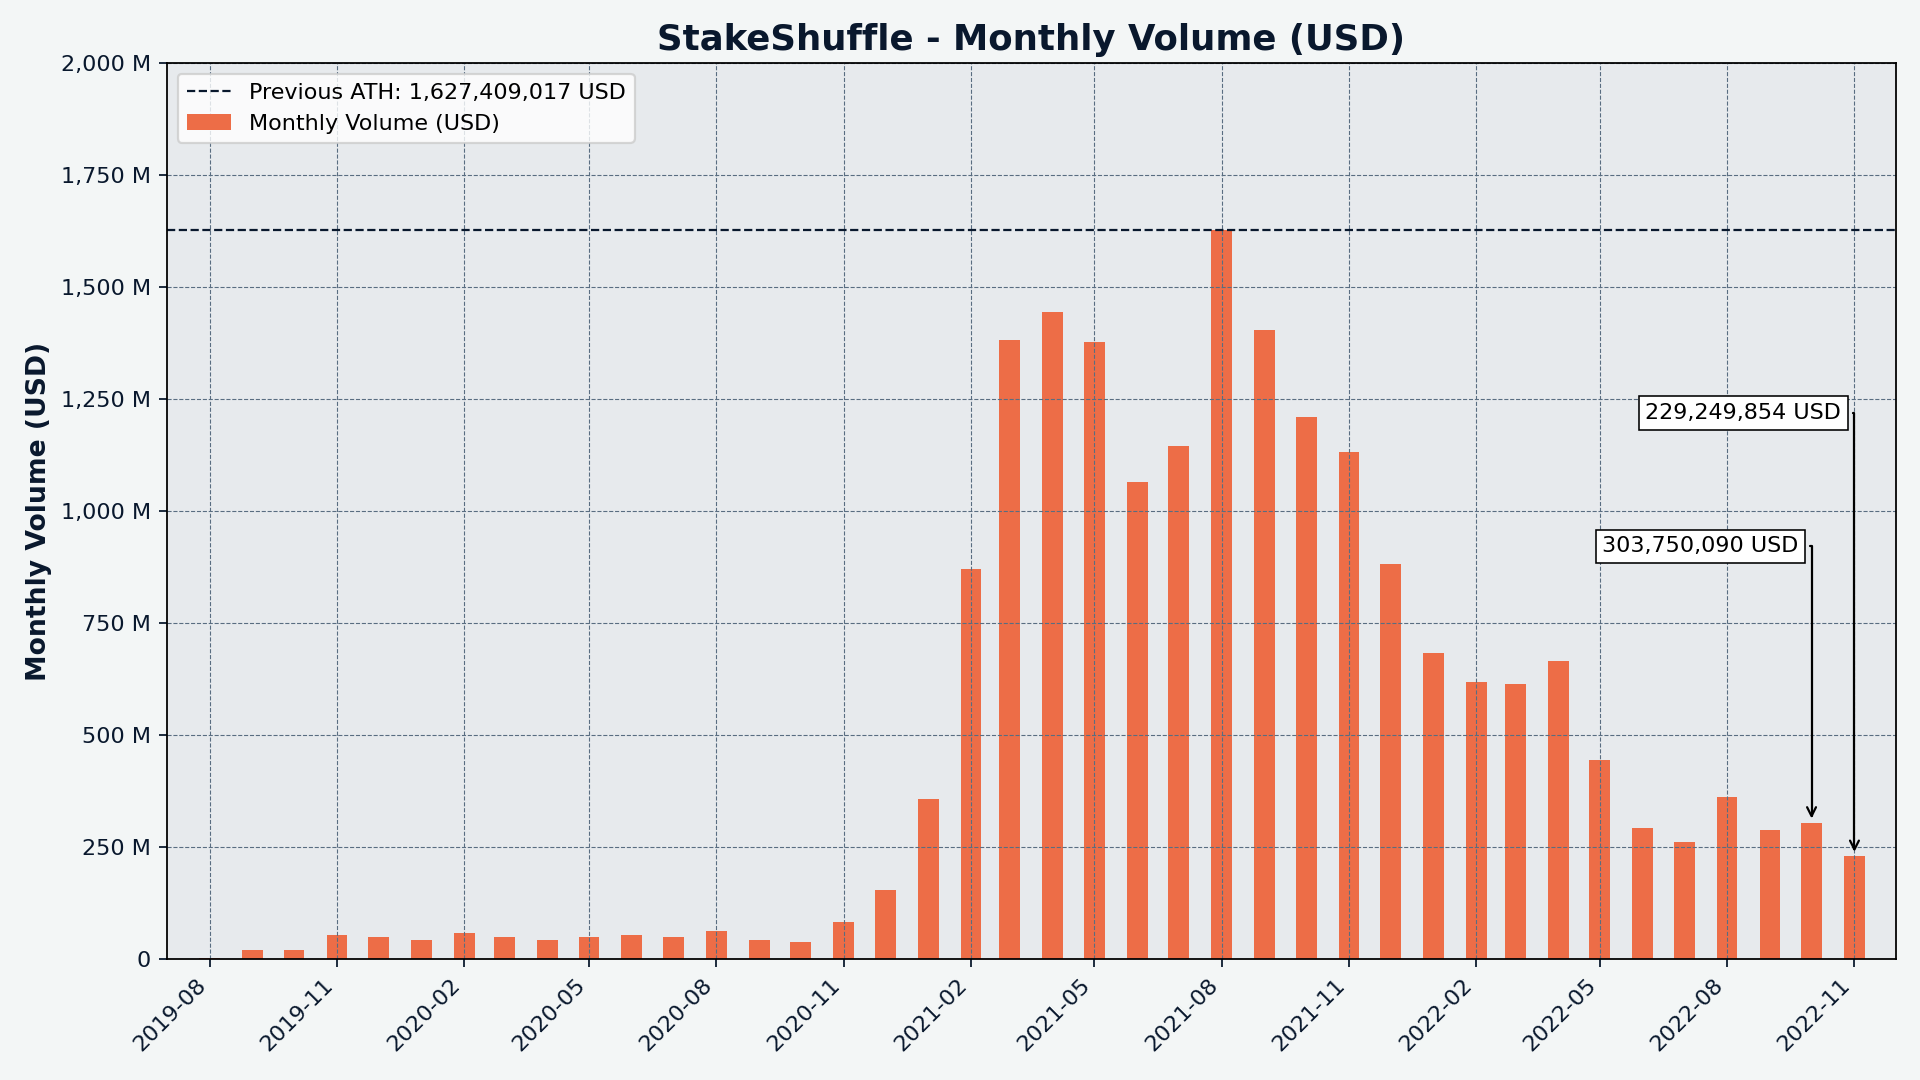 StakeShuffle - Monthly Volume (USD)
Previous ATH: 1,627,409,017 USD
Monthly Volume (USD)
Monthly Volume (USD)
2,000 M
1,750 M
1,500 M
1,250 M
1,000 M
750 M
500 M
250 M
0
229,249,854 USD
303,750,090 USD
2019-08
2019-11
2020-02
2020-05
2020-08
2020-11
2021-02
2021-05
2021-08
2021-11
2022-02
2022-05
2022-08
2022-11